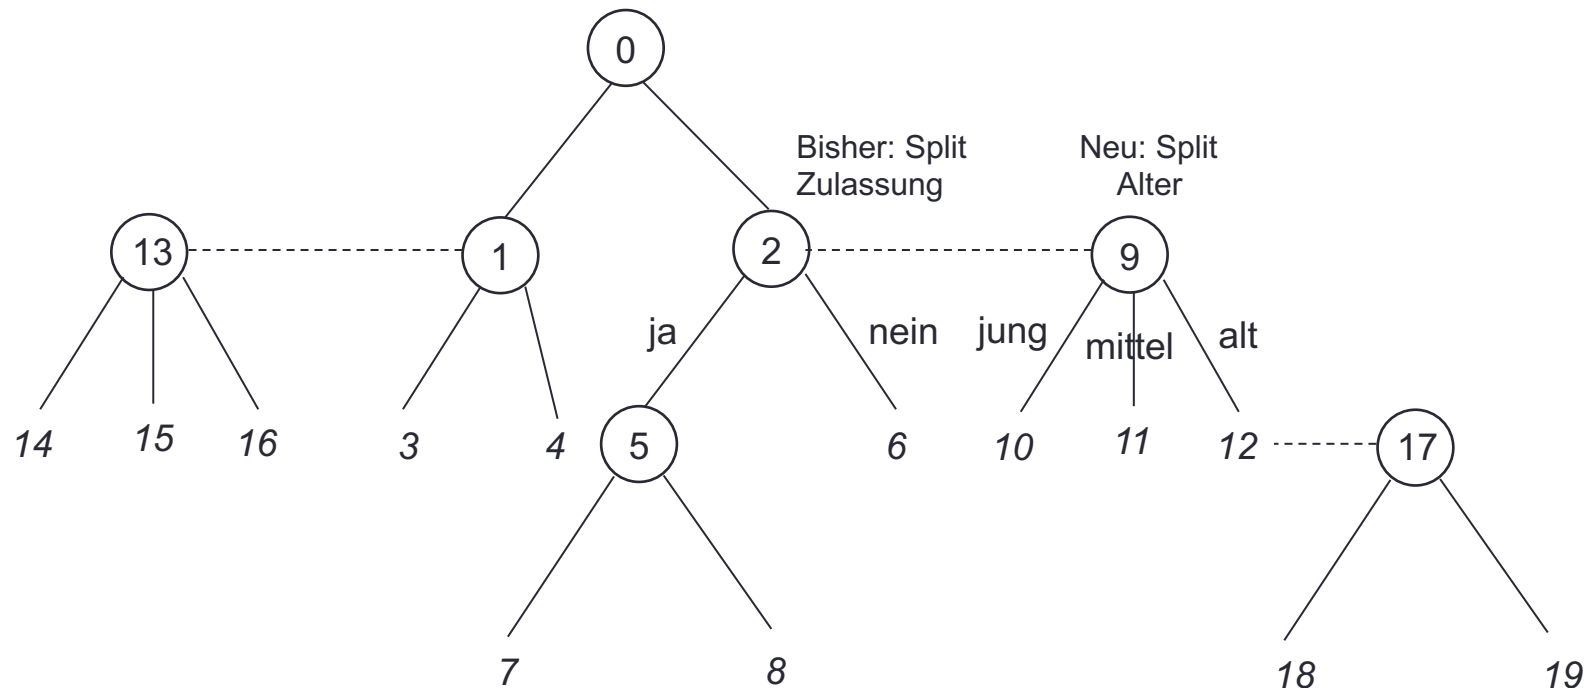 0
Bisher: Split
Zulassung
Neu: Split
Alter
13
1
2
9
ja
nein
jung
mittel
alt
14
15
16
3
4
5
6
10
11
12
17
7
8
18
19